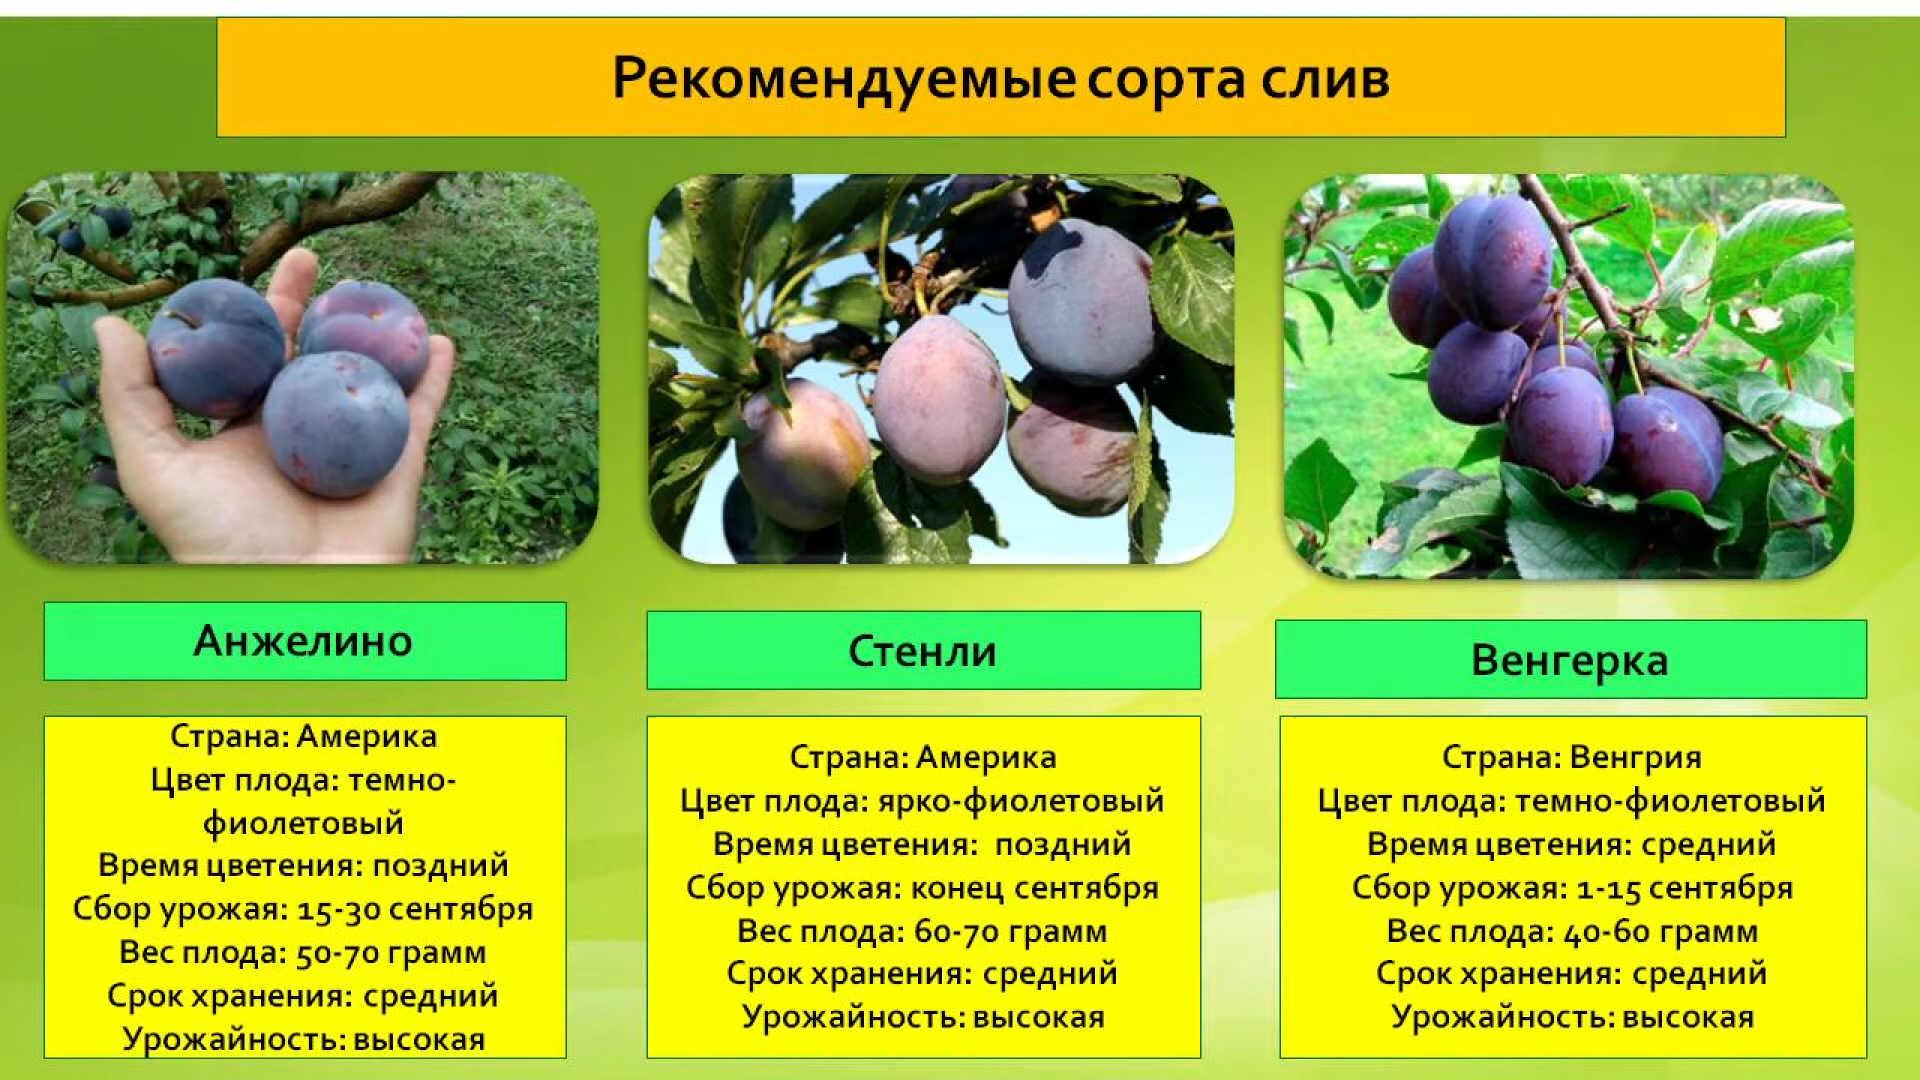 Рекомендуемые сорта слив
Анжелино
Страна: Америка
Цвет плода: темно-
фиолетовый
Время цветения: поздний
Сбор урожая: 15-30 сентября
Вес плода: 50-70 грамм
Срок хранения: средний
Урожайность: высокая
Стенли
Страна: Америка
Цвет плода: ярко-фиолетовый
Время цветения: поздний
Сбор урожая: конец сентября
Вес плода: 60-70 грамм
Срок хранения: средний
Урожайность: высокая
Венгерка
Страна: Венгрия
Цвет плода: темно-фиолетовый
Время цветения: средний
Сбор урожая: 1-15 сентября
Вес плода: 40-60 грамм
Срок хранения: средний
Урожайность: высокая